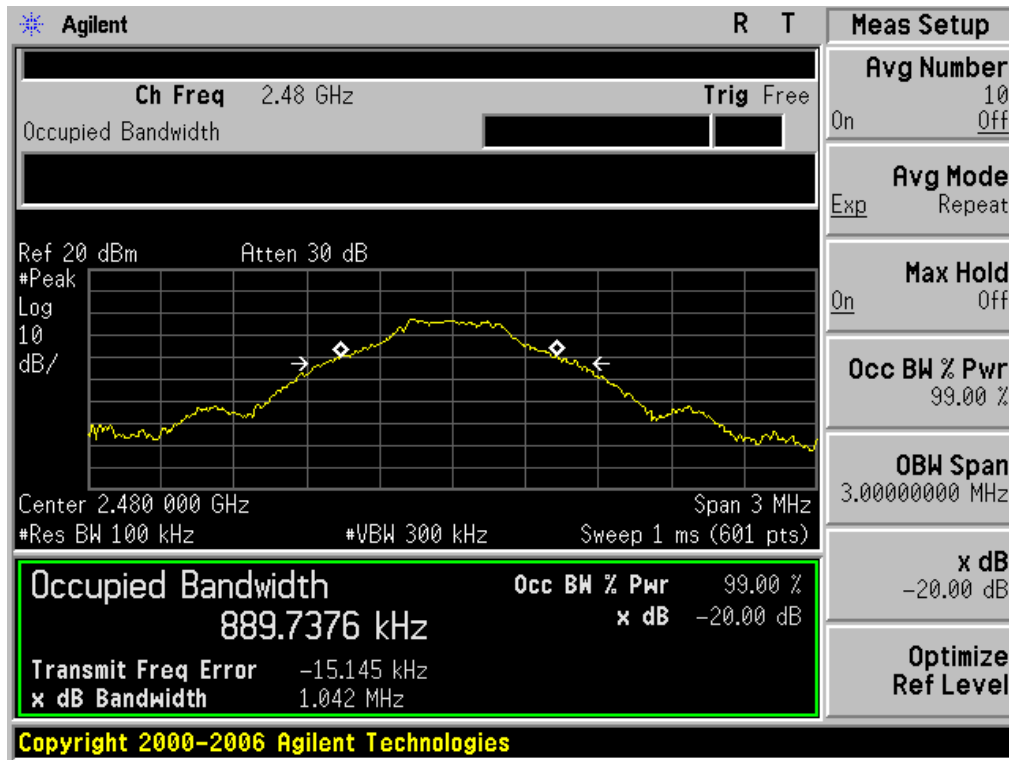 Agilent R T
Ch Freq 2.48 GHz Trig Free
Occupied Bandwidth
Ref 20 dBm Atten 30 dB
#Peak
Log
10
dB/
Center 2.480 000 GHz Span 3 MHz
#Res BW 100 kHz #VBW 300 kHz Sweep 1 ms (601 pts)
Occupied Bandwidth
889.7376 kHz
Occ BW % Pwr 99.00 %
x dB -20.00 dB
Transmit Freq Error -15.145 kHz
x dB Bandwidth 1.042 MHz
Copyright 2000-2006 Agilent Technologies
Meas Setup
Avg Number
10
On Off
Avg Mode
Exp Repeat
Max Hold
On Off
Occ BW % Pwr
99.00 %
OBW Span
3.00000000 MHz
x dB
-20.00 dB
Optimize
Ref Level